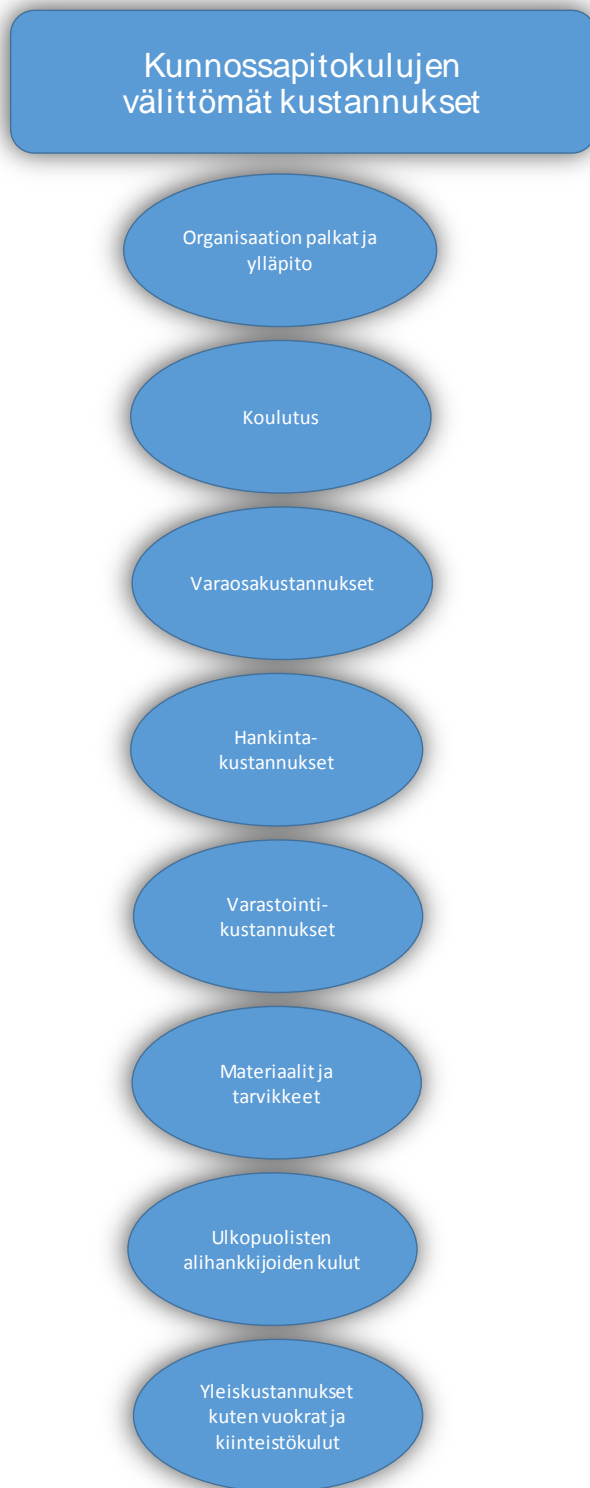 Kunnossapitokulujen
välittömät kustannukset
Organisaation palkat ja
ylläpito
Koulutus
Varaosakustannukset
Hankinta-
kustannukset
Varastointi-
kustannukset
Materiaalit ja
tarvikkeet
Ulkopuolisten
alihankkijoiden kulut
Yleiskustannukset
kuten vuokrat ja
kiinteistökulut